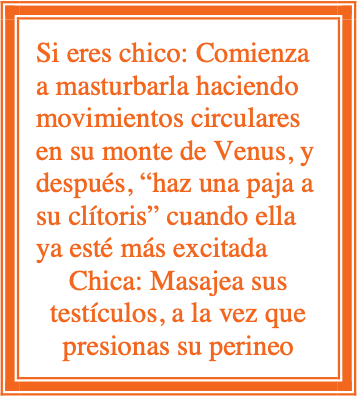 Si eres chico: Comienza
a masturbarla haciendo
movimientos circulares
en su monte de Venus, y
después, “haz una paja a
su clítoris” cuando ella
ya esté más excitada
Chica: Masajea sus
testículos, a la vez que
presionas su perineo